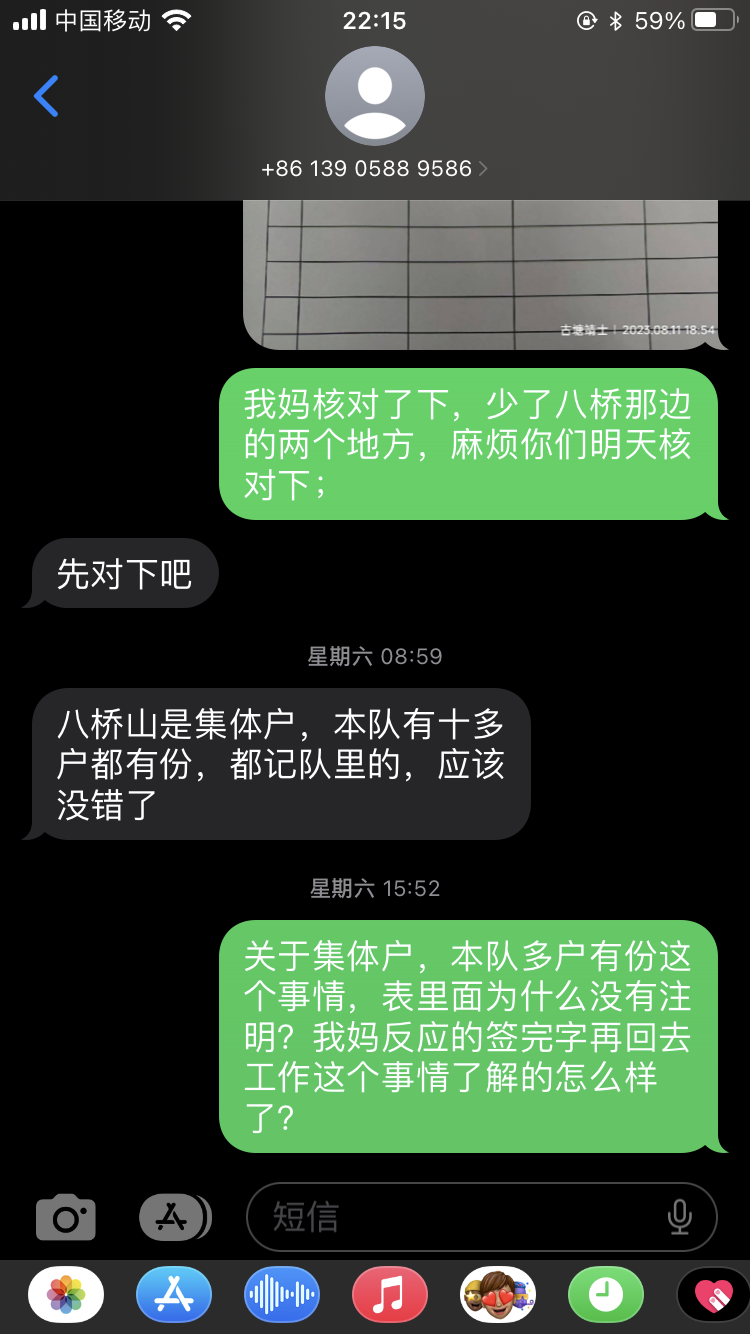 中国移动
22:15
59%
+86 139 0588 9586
古塘靖士 | 2023.08.11 18:54
我妈核对了下，少了八桥那边
的两个地方，麻烦你们明天核
对下；
先对下吧
星期六 08:59
八桥山是集体户，本队有十多
户都有份，都记队里的，应该
没错了
星期六 15:52
关于集体户，本队多户有份这
个事情，表里面为什么没有注
明？我妈反应的签完字再回去
工作这个事情了解的怎么样
了？
短信